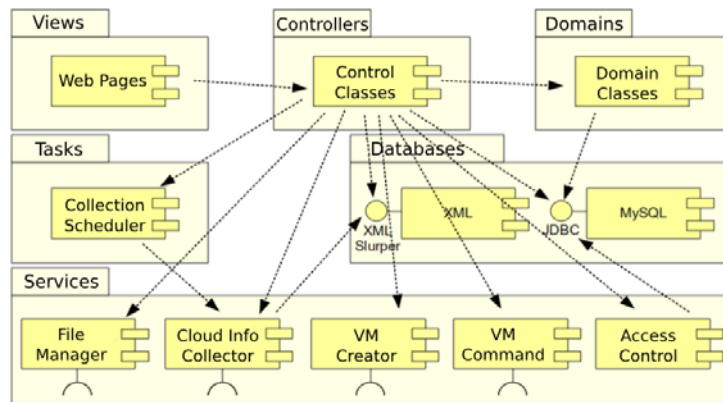 Views
Controllers
Domains
Web Pages
Control
Classes
Domain
Classes
Tasks
Databases
Collection
Scheduler
XML
Slurper
XML
JDBC
MySQL
Services
File
Manager
Cloud Info
Collector
VM
Creator
VM
Command
Access
Control